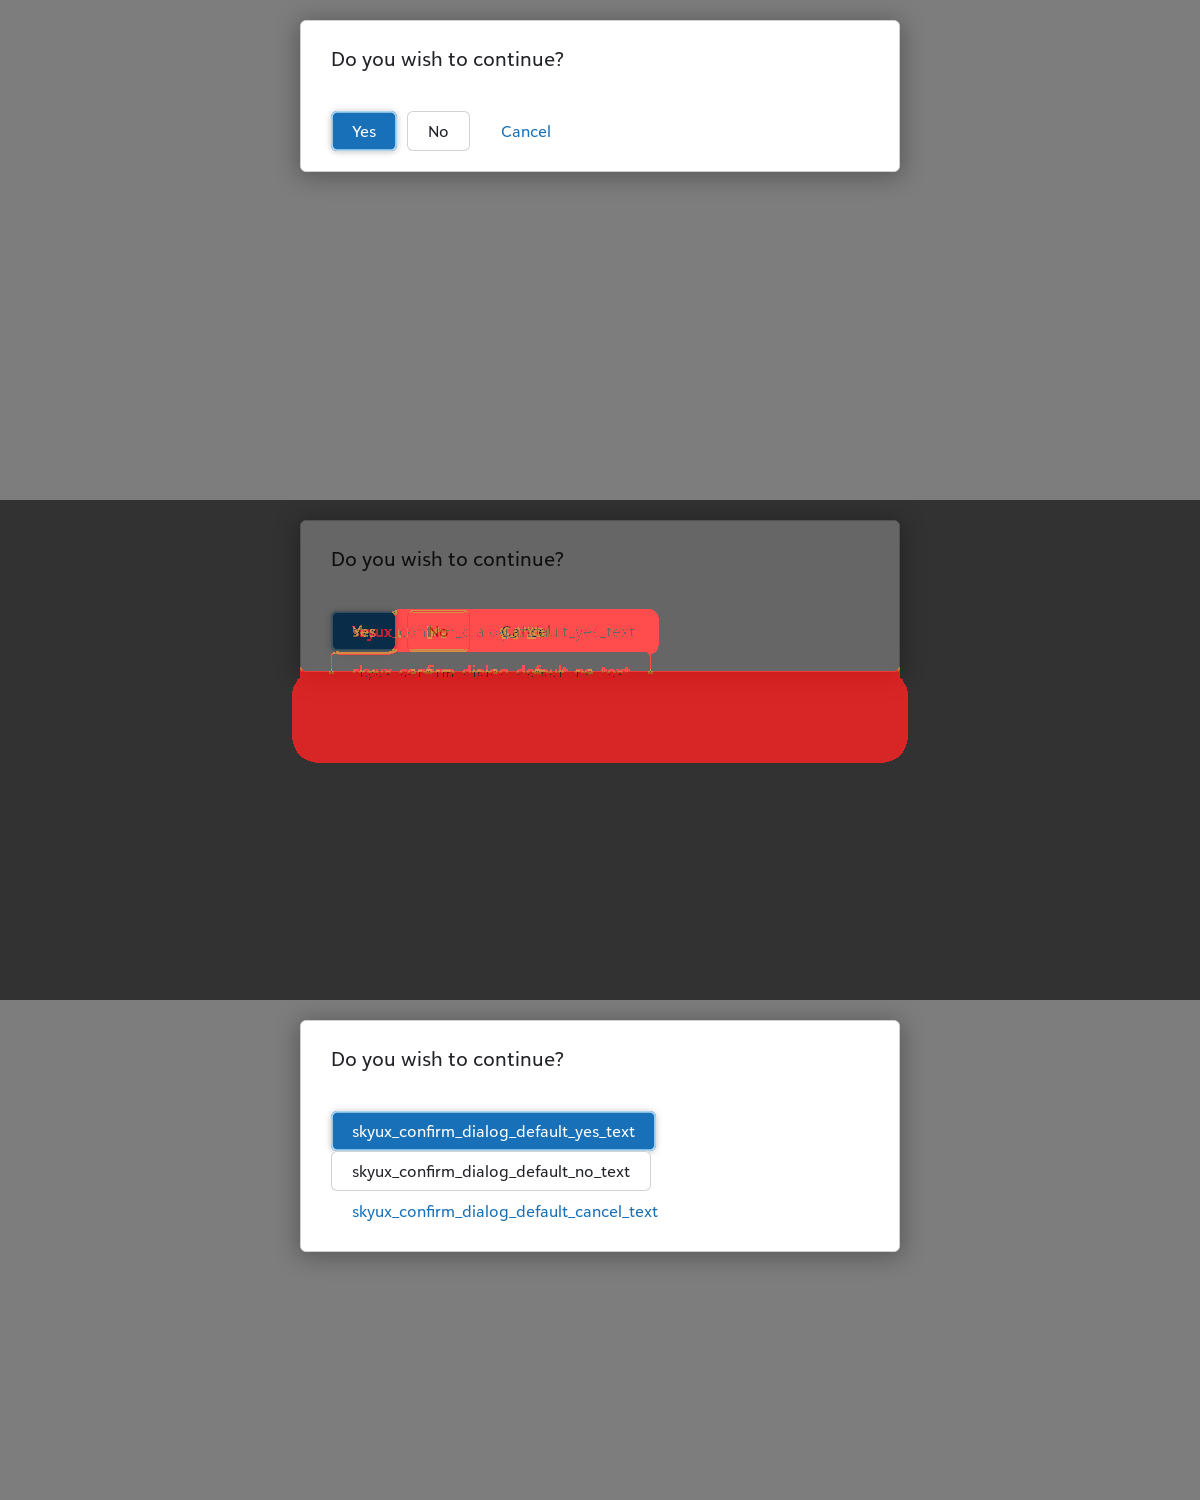 Do you wish to continue?
Yes No Cancel
Do you wish to continue?
Yes No Cancel
skyux_confirm_dialog_default_no_text
Do you wish to continue?
skyux_confirm_dialog_default_yes_text
skyux_confirm_dialog_default_no_text
skyux_confirm_dialog_default_cancel_text